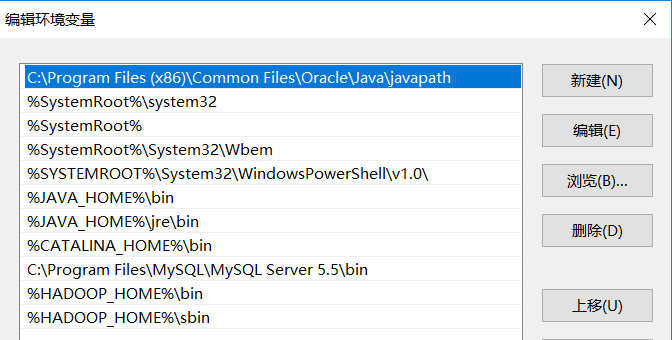 编辑环境变量
C:\Program Files (x86)\Common Files\Oracle\Java\javapath
%SystemRoot%\system32
%SystemRoot%
%SystemRoot%\System32\Wbem
%SYSTEMROOT%\System32\WindowsPowerShell\v1.0\
%JAVA_HOME%\bin
%JAVA_HOME%\jre\bin
%CATALINA_HOME%\bin
C:\Program Files\MySQL\MySQL Server 5.5\bin
%HADOOP_HOME%\bin
%HADOOP_HOME%\sbin
新建(N)
编辑(E)
浏览(B)...
删除(D)
上移(U)